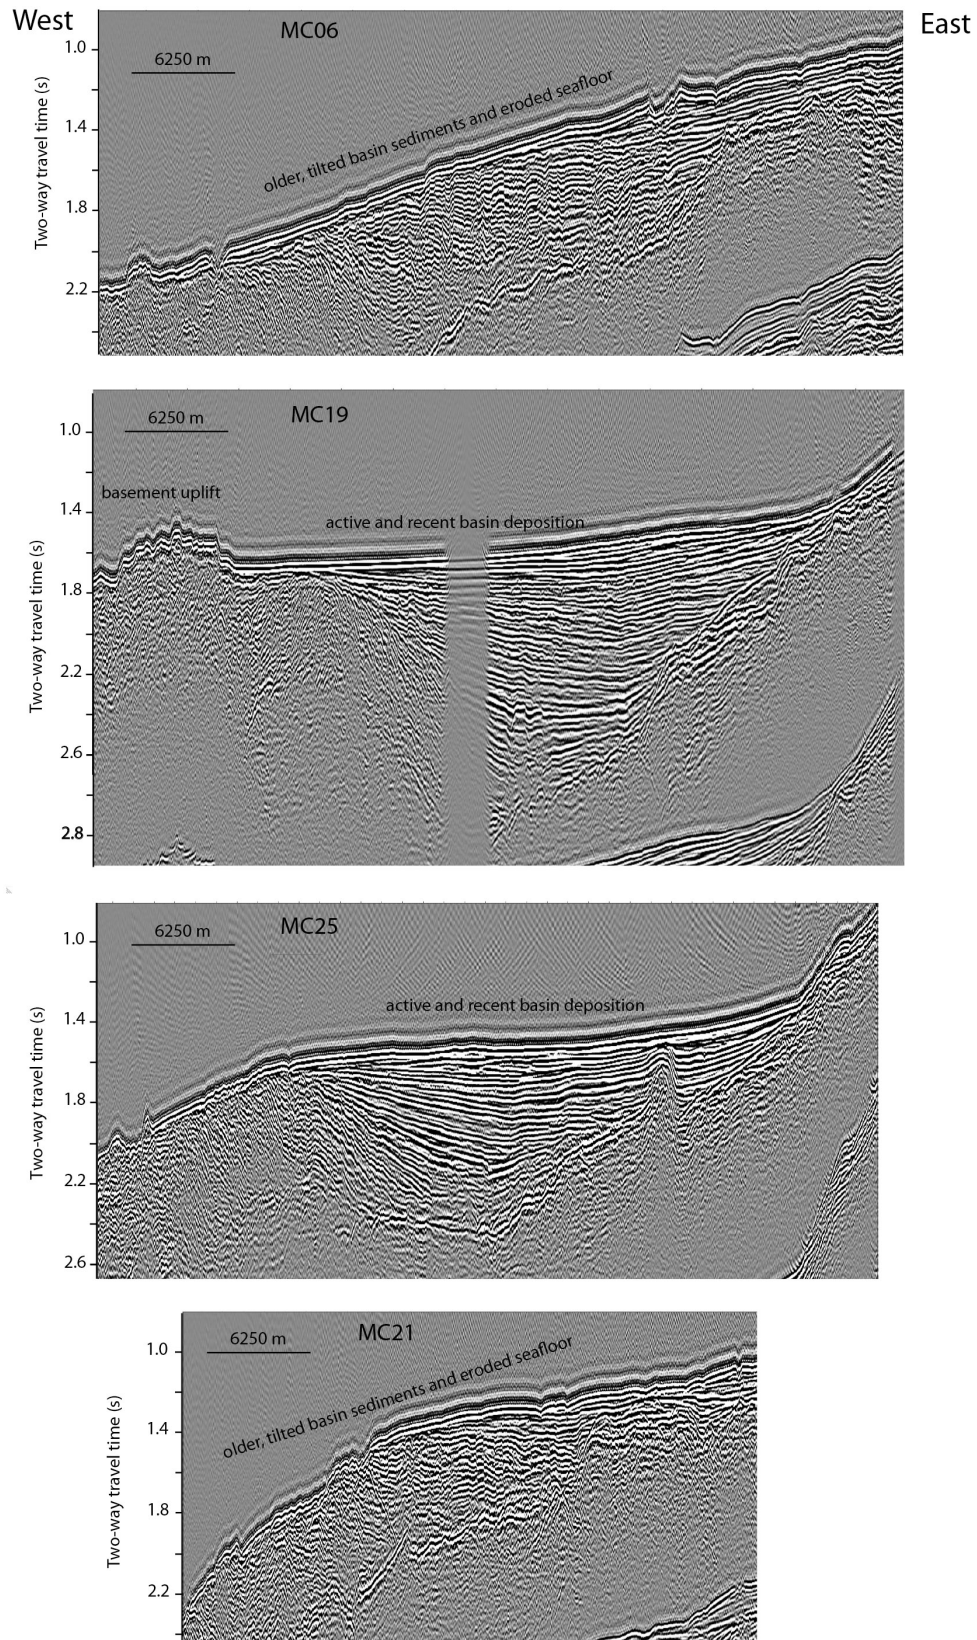 West
East
MC06
6250 m
older, tilted basin sediments and eroded seafloor
Two-way travel time (s)
1.0
1.4
1.8
2.2
MC19
6250 m
basement uplift
active and recent basin deposition
Two-way travel time (s)
1.0
1.4
1.8
2.2
2.6
2.8
MC25
6250 m
active and recent basin deposition
Two-way travel time (s)
1.0
1.4
1.8
2.2
2.6
MC21
6250 m
older, tilted basin sediments and eroded seafloor
Two-way travel time (s)
1.0
1.4
1.8
2.2